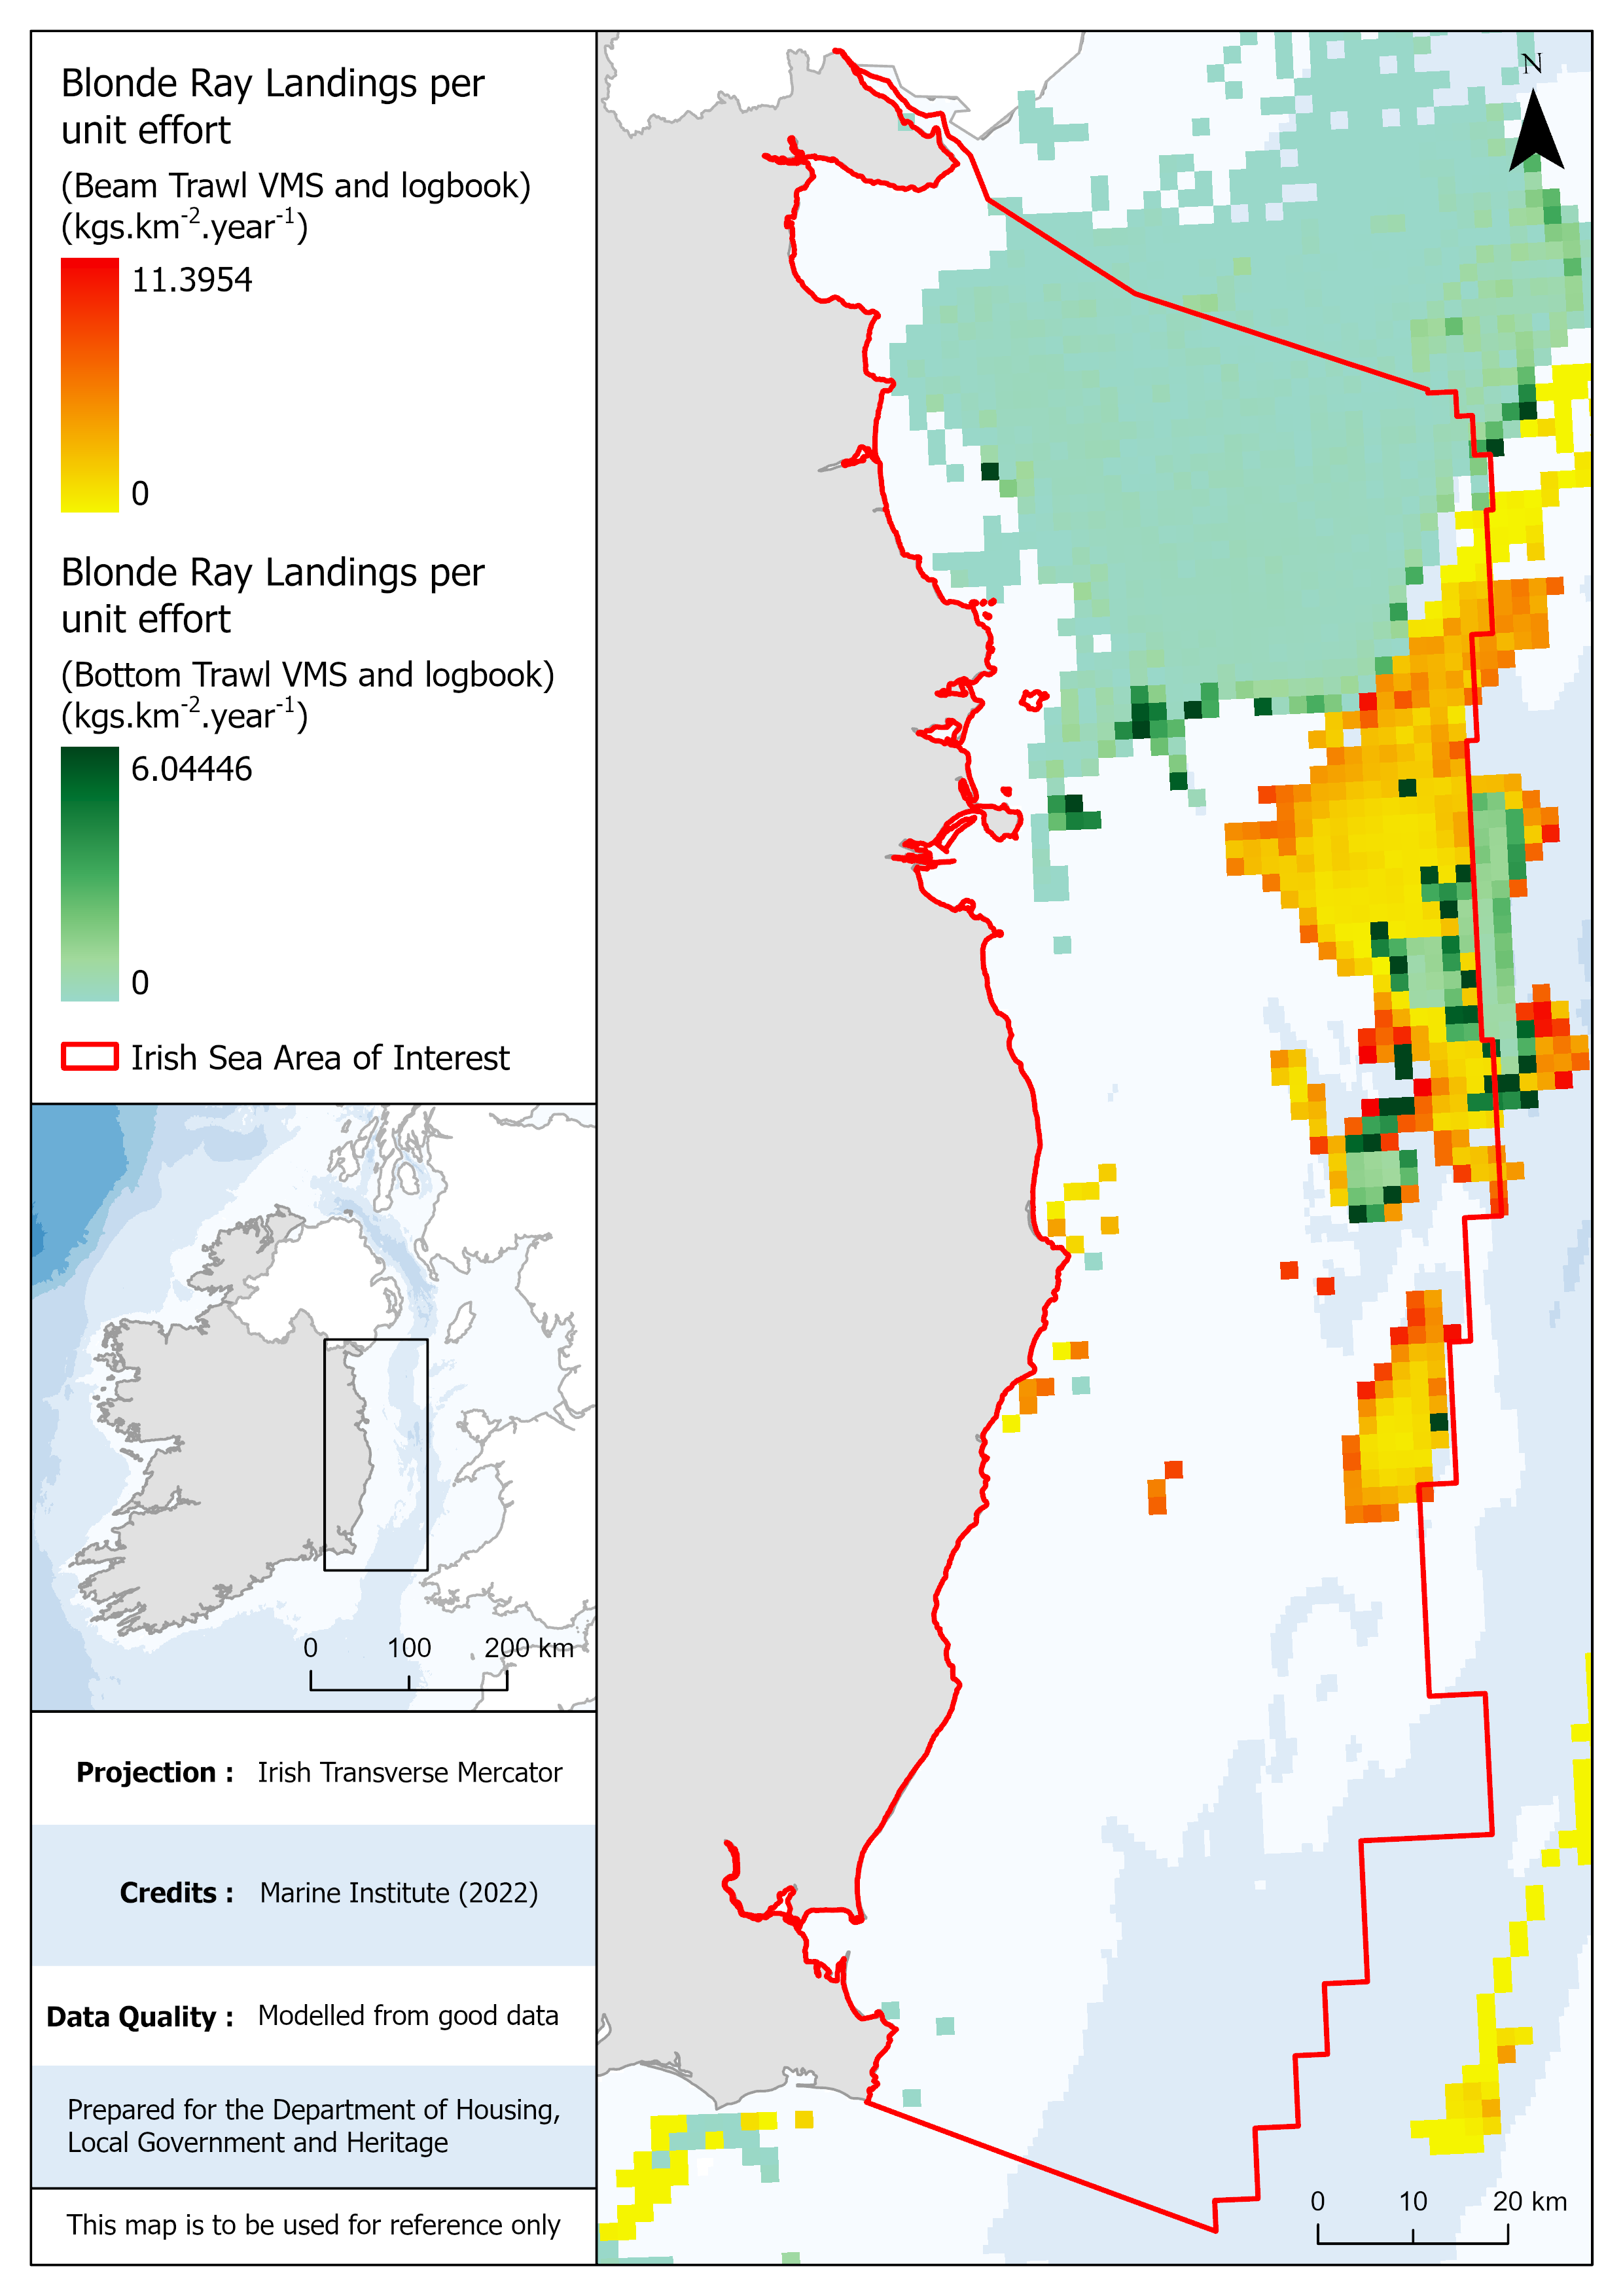 Blonde Ray Landings per
unit effort
(Beam Trawl VMS and logbook)
(kgs.km-2.year-1)
11.3954
0
Blonde Ray Landings per
unit effort
(Bottom Trawl VMS and logbook)
(kgs.km-2.year-1)
6.04446
0
Irish Sea Area of Interest
0 100 200 km
Projection : Irish Transverse Mercator
Credits : Marine Institute (2022)
Data Quality : Modelled from good data
Prepared for the Department of Housing,
Local Government and Heritage
This map is to be used for reference only
N
0 10 20 km